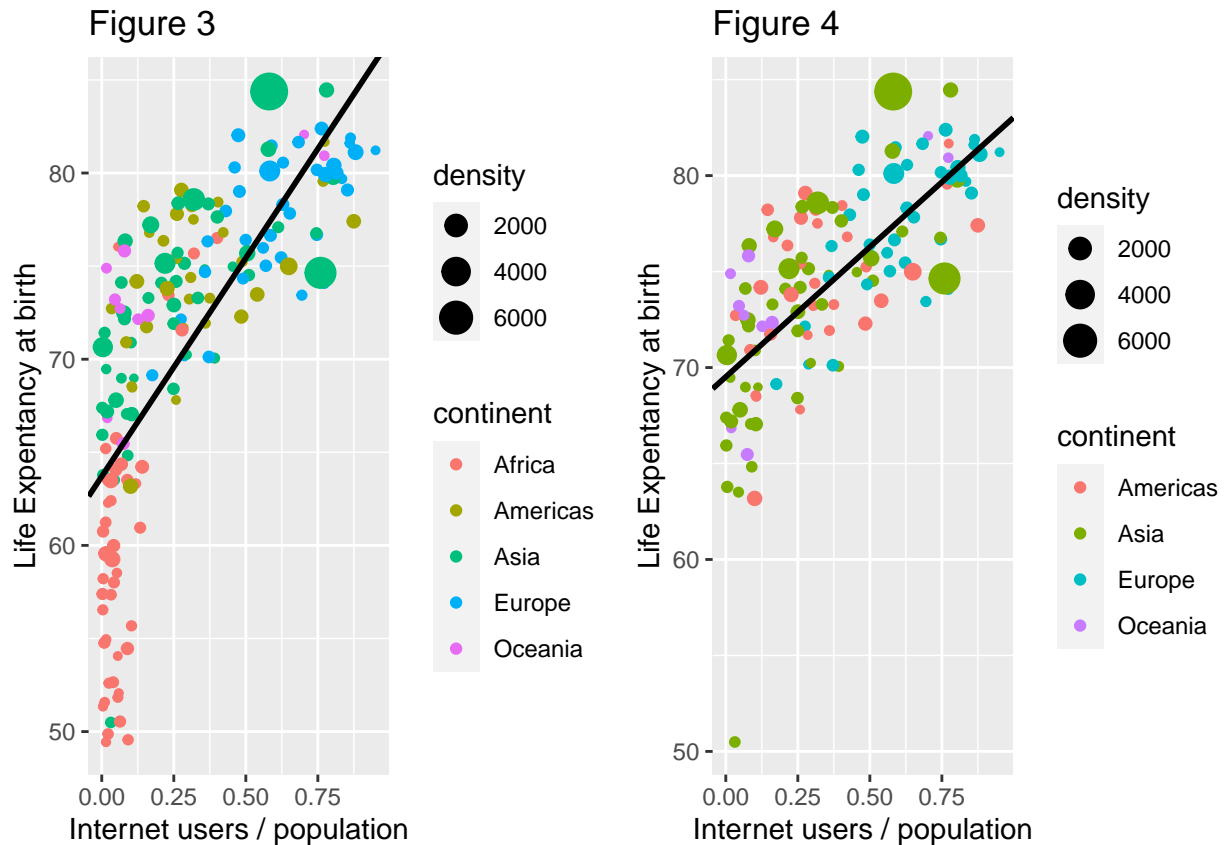 Figure 3
Life Expentancy at birth
80
70
60
50
0.00 0.25 0.50 0.75
Internet users / population
density
2000
4000
6000
continent
Africa
Americas
Asia
Europe
Oceania
Figure 4
Life Expentancy at birth
80
70
60
50
0.00 0.25 0.50 0.75
Internet users / population
density
2000
4000
6000
continent
Americas
Asia
Europe
Oceania